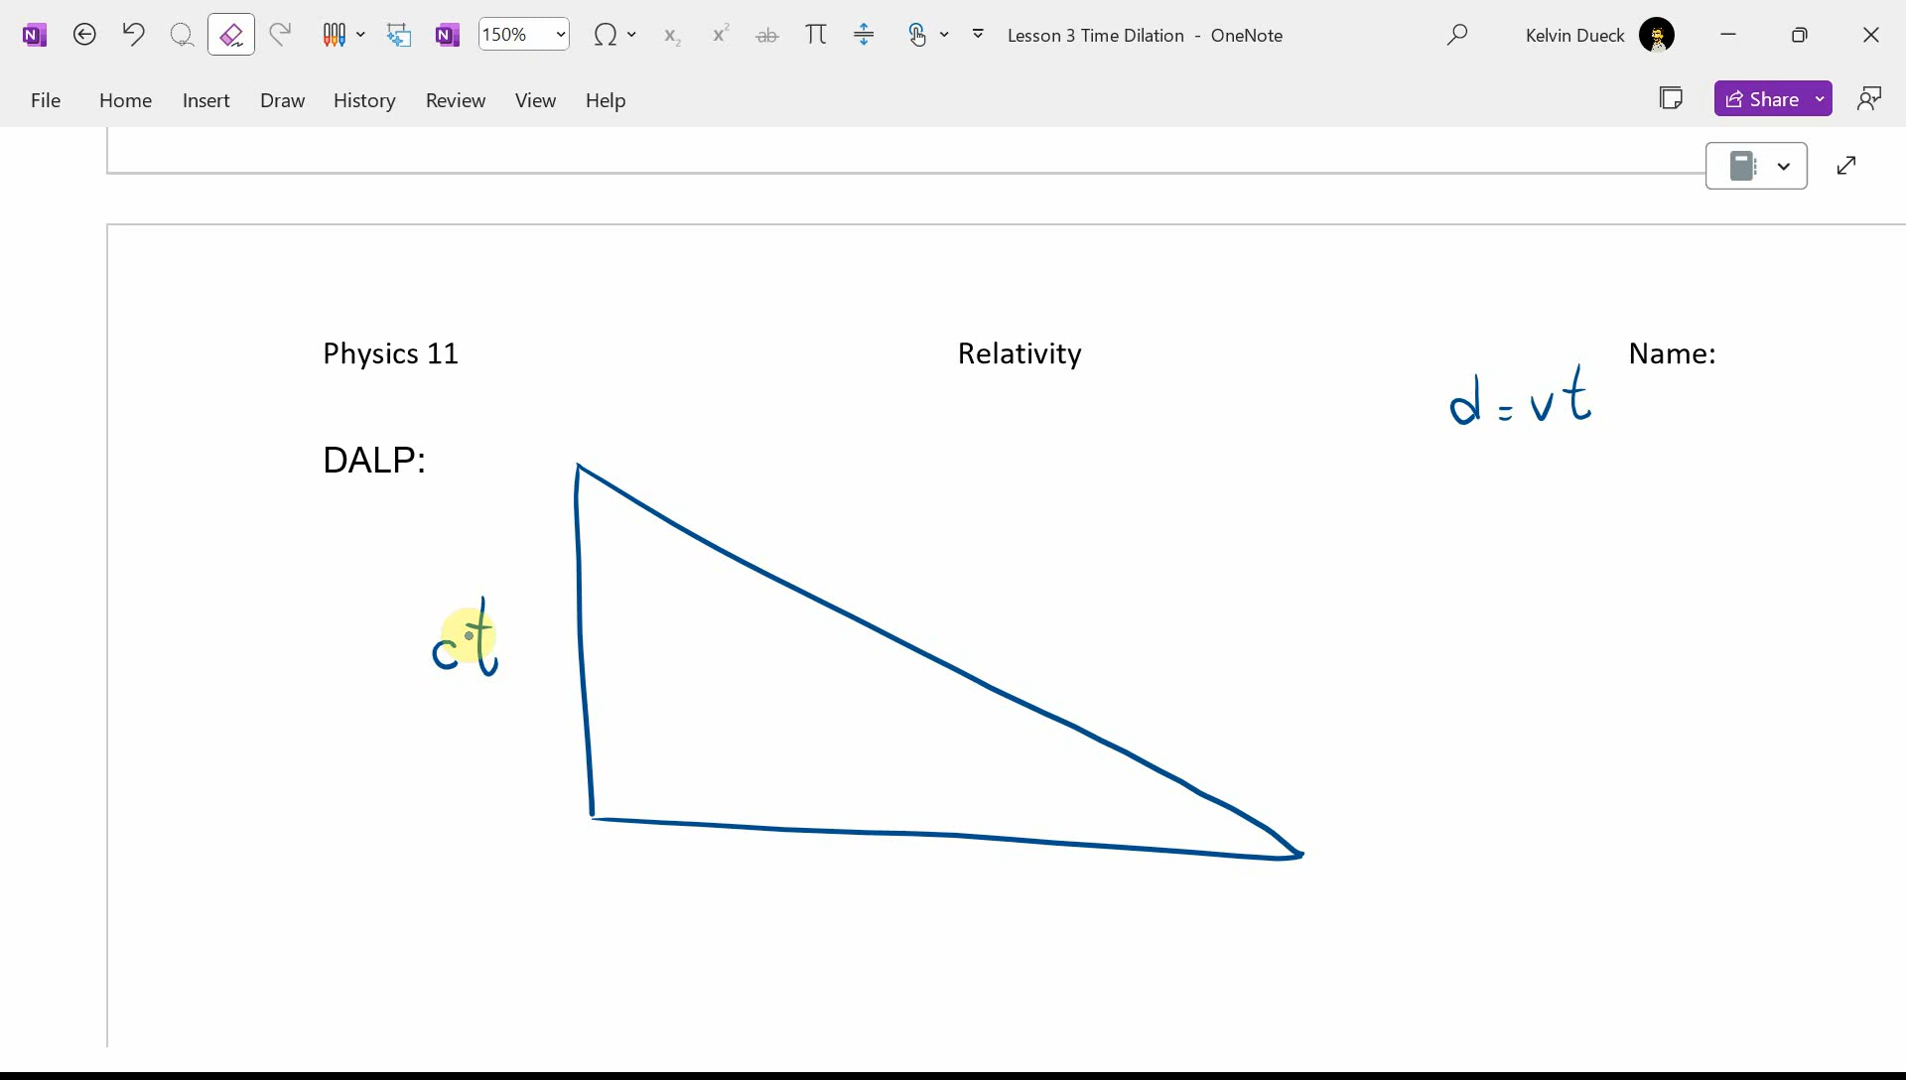 150%
Lesson 3 Time Dilation - OneNote
Kelvin Dueck
File Home Insert Draw History Review View Help
Share
Physics 11 Relativity Name:
d = vt
DALP:
ct